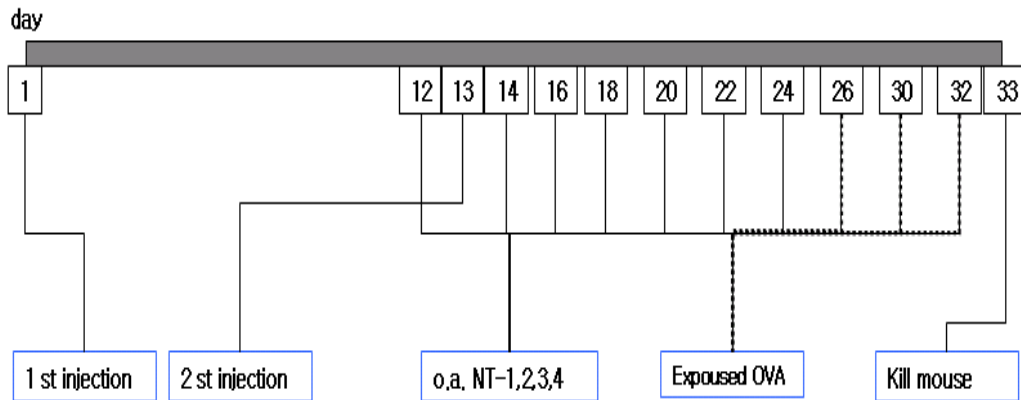 day
1 12 13 14 16 18 20 22 24 26 30 32 33
1 st injection 2 st injection o,a, NT-1,2,3,4 Expoused OVA Kill mouse